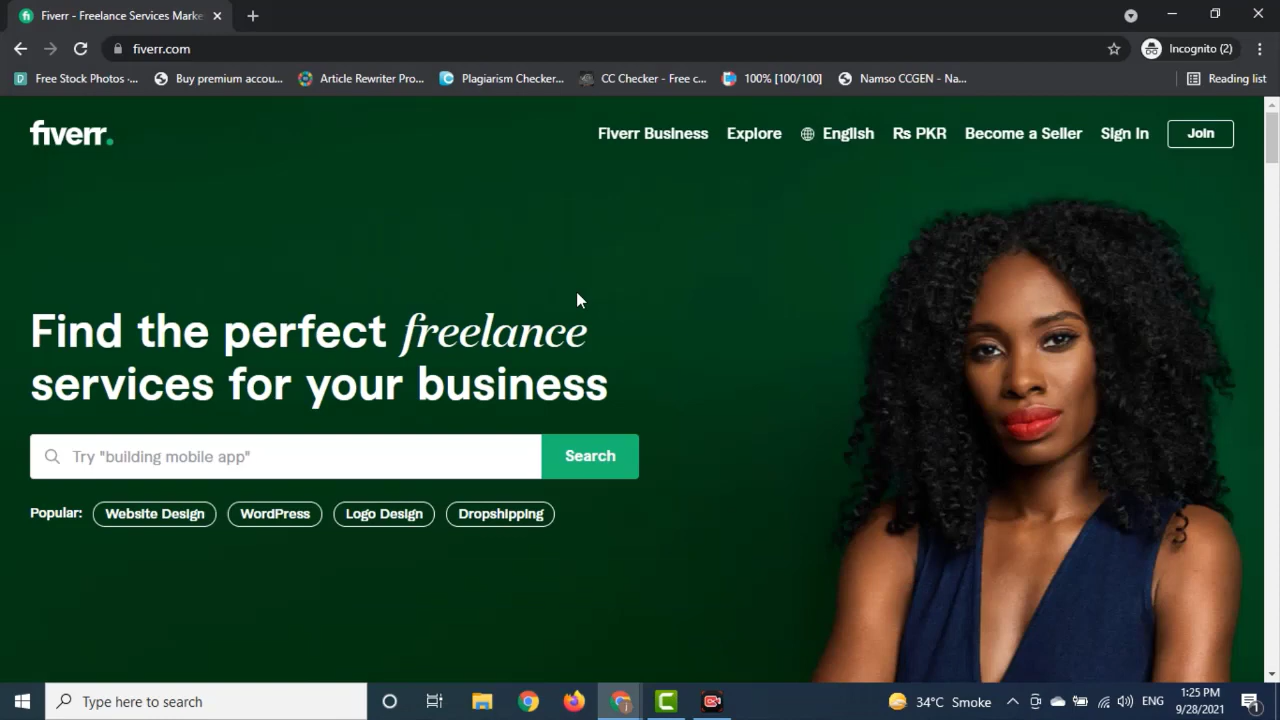 Fiverr - Freelance Services Marke
fiverr.com
Incognito (2)
Free Stock Photos -...
Buy premium accou...
Article Rewriter Pro...
Plagiarism Checker...
CC Checker - Free c...
100% [100/100]
Namso CCGEN - Na...
Reading list
fiverr.
Fiverr Business
Explore
English
Rs PKR
Become a Seller
Sign In
Join
Find the perfect freelance
services for your business
Try "building mobile app"
Search
Popular:
Website Design
WordPress
Logo Design
Dropshipping
Type here to search
34°C Smoke
ENG
1:25 PM
9/28/2021
1